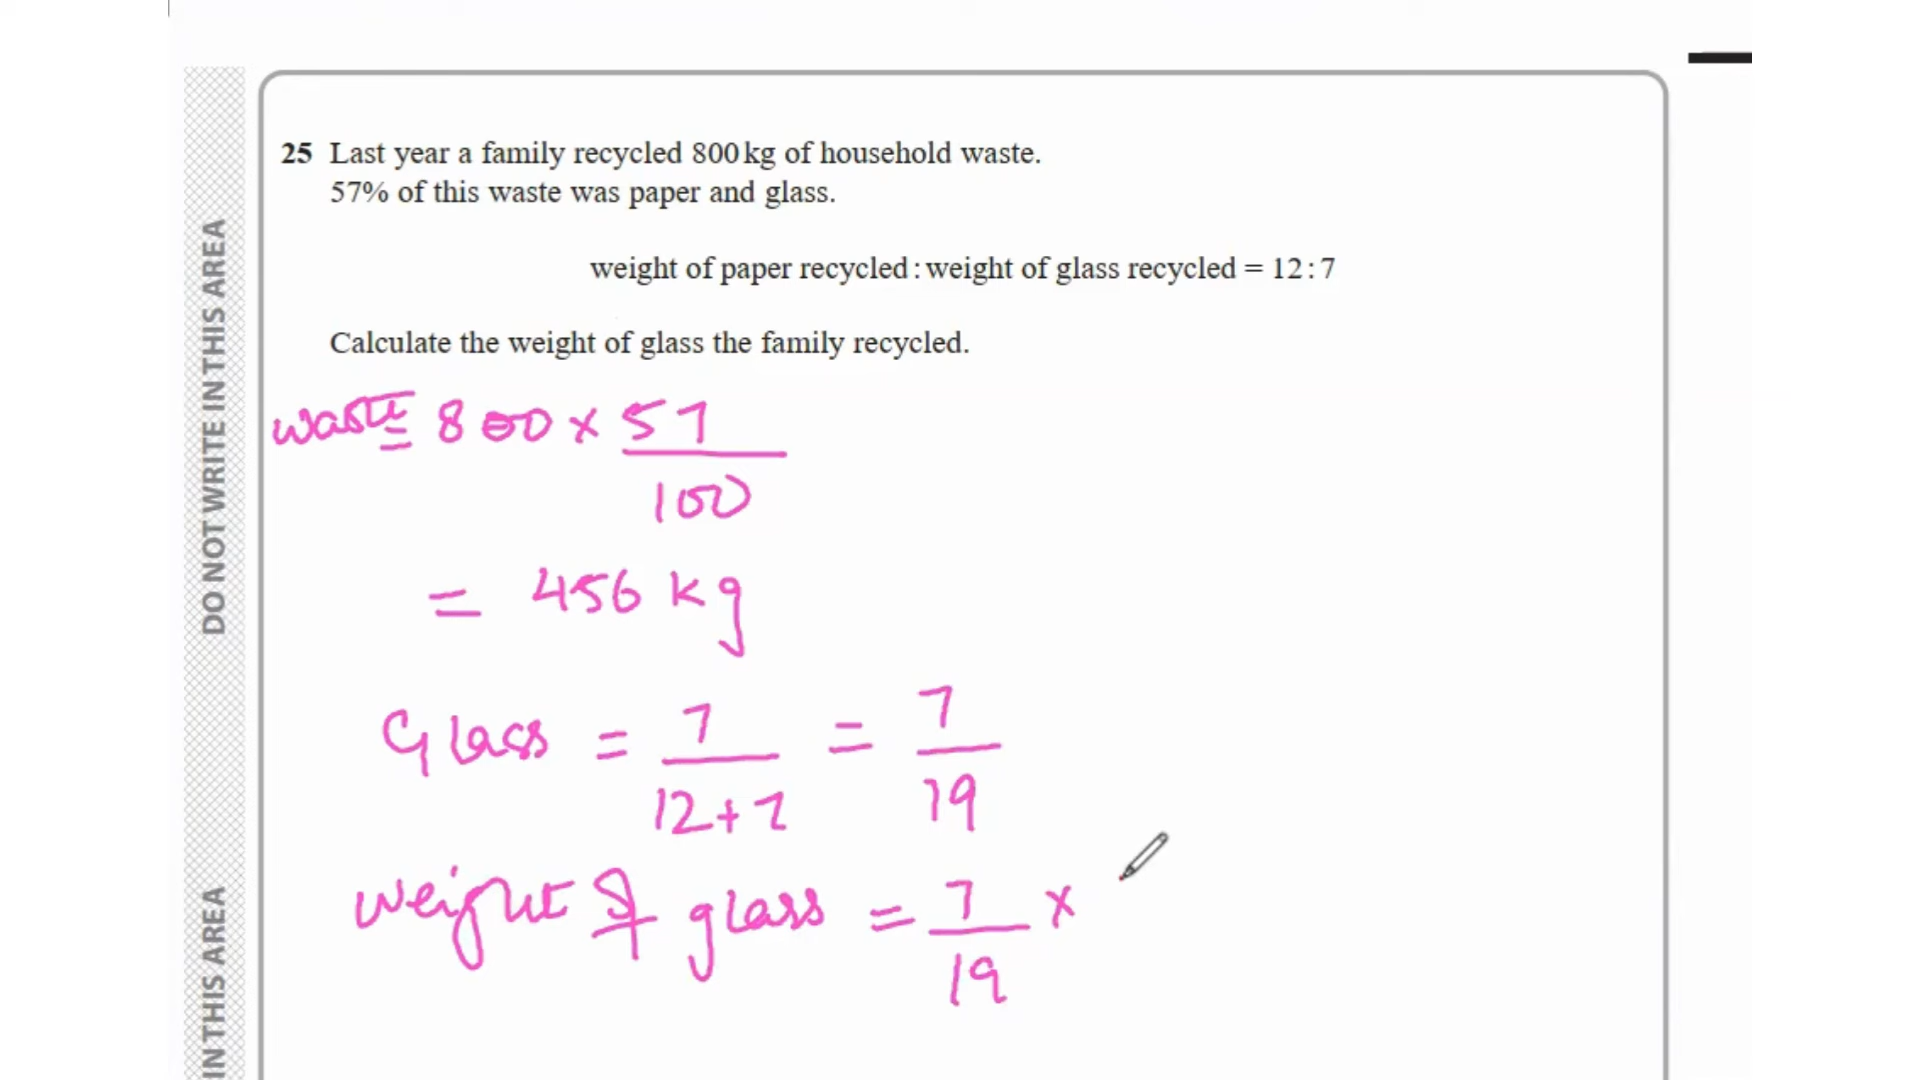 25 Last year a family recycled 800 kg of household waste.
57% of this waste was paper and glass.
weight of paper recycled : weight of glass recycled = 12 : 7
Calculate the weight of glass the family recycled.
waste = 800 × 57
100
= 456 kg
Glass = 7 = 7
12+7 19
weight of glass = 7 ×
19
DO NOT WRITE IN THIS AREA
IN THIS AREA